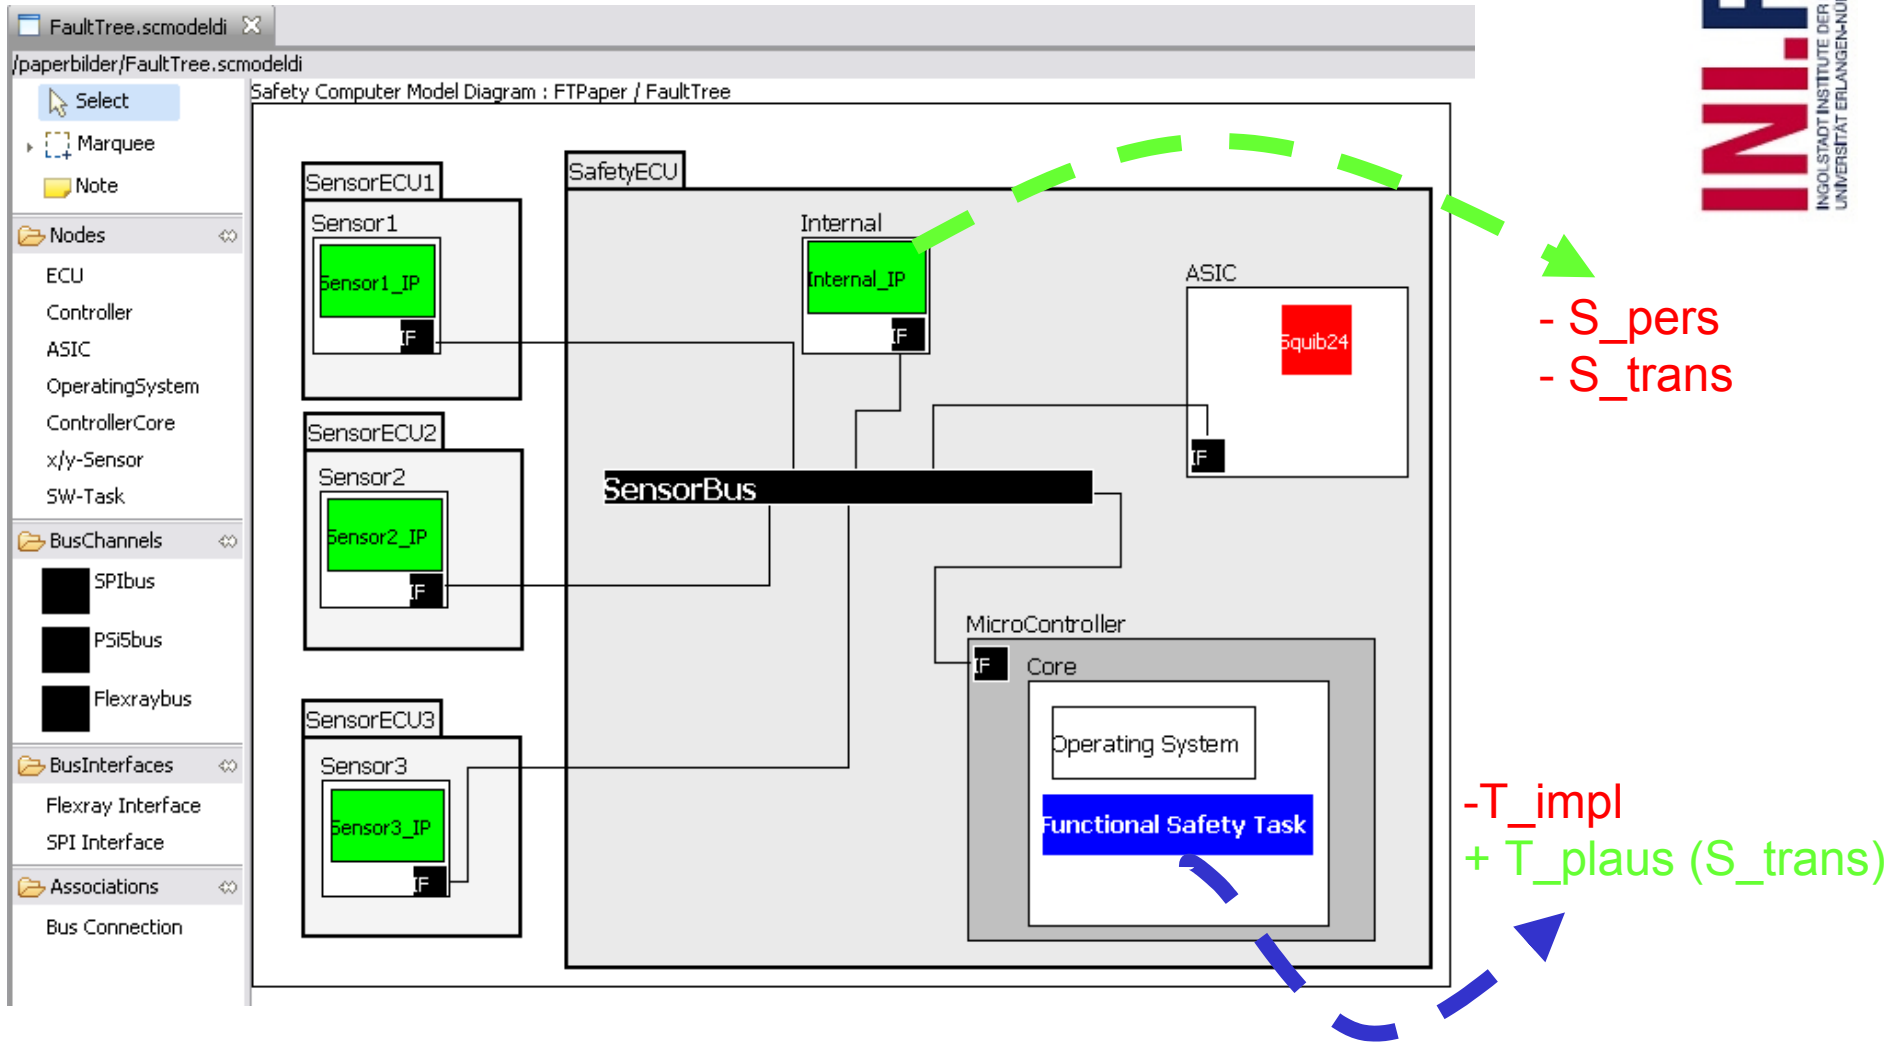 FaultTree.scmodeldi
/paperbilder/FaultTree.scmodeldi
Select
Marquee
Note
Nodes
ECU
Controller
ASIC
OperatingSystem
ControllerCore
x/y-Sensor
SW-Task
BusChannels
SPIbus
PSi5bus
Flexraybus
BusInterfaces
Flexray Interface
SPI Interface
Associations
Bus Connection
Safety Computer Model Diagram : FTPaper / FaultTree
SensorECU1
Sensor1
Sensor1_IP
IF
SensorECU2
Sensor2
Sensor2_IP
IF
SensorECU3
Sensor3
Sensor3_IP
IF
SafetyECU
Internal
Internal_IP
IF
ASIC
Squib24
IF
SensorBus
MicroController
IF
Core
Operating System
Functional Safety Task
- S_pers
- S_trans
-T_impl
+ T_plaus (S_trans)
INI.F
INGOLSTADT INSTITUTE DER
UNIVERSITÄT ERLANGEN-NÜ